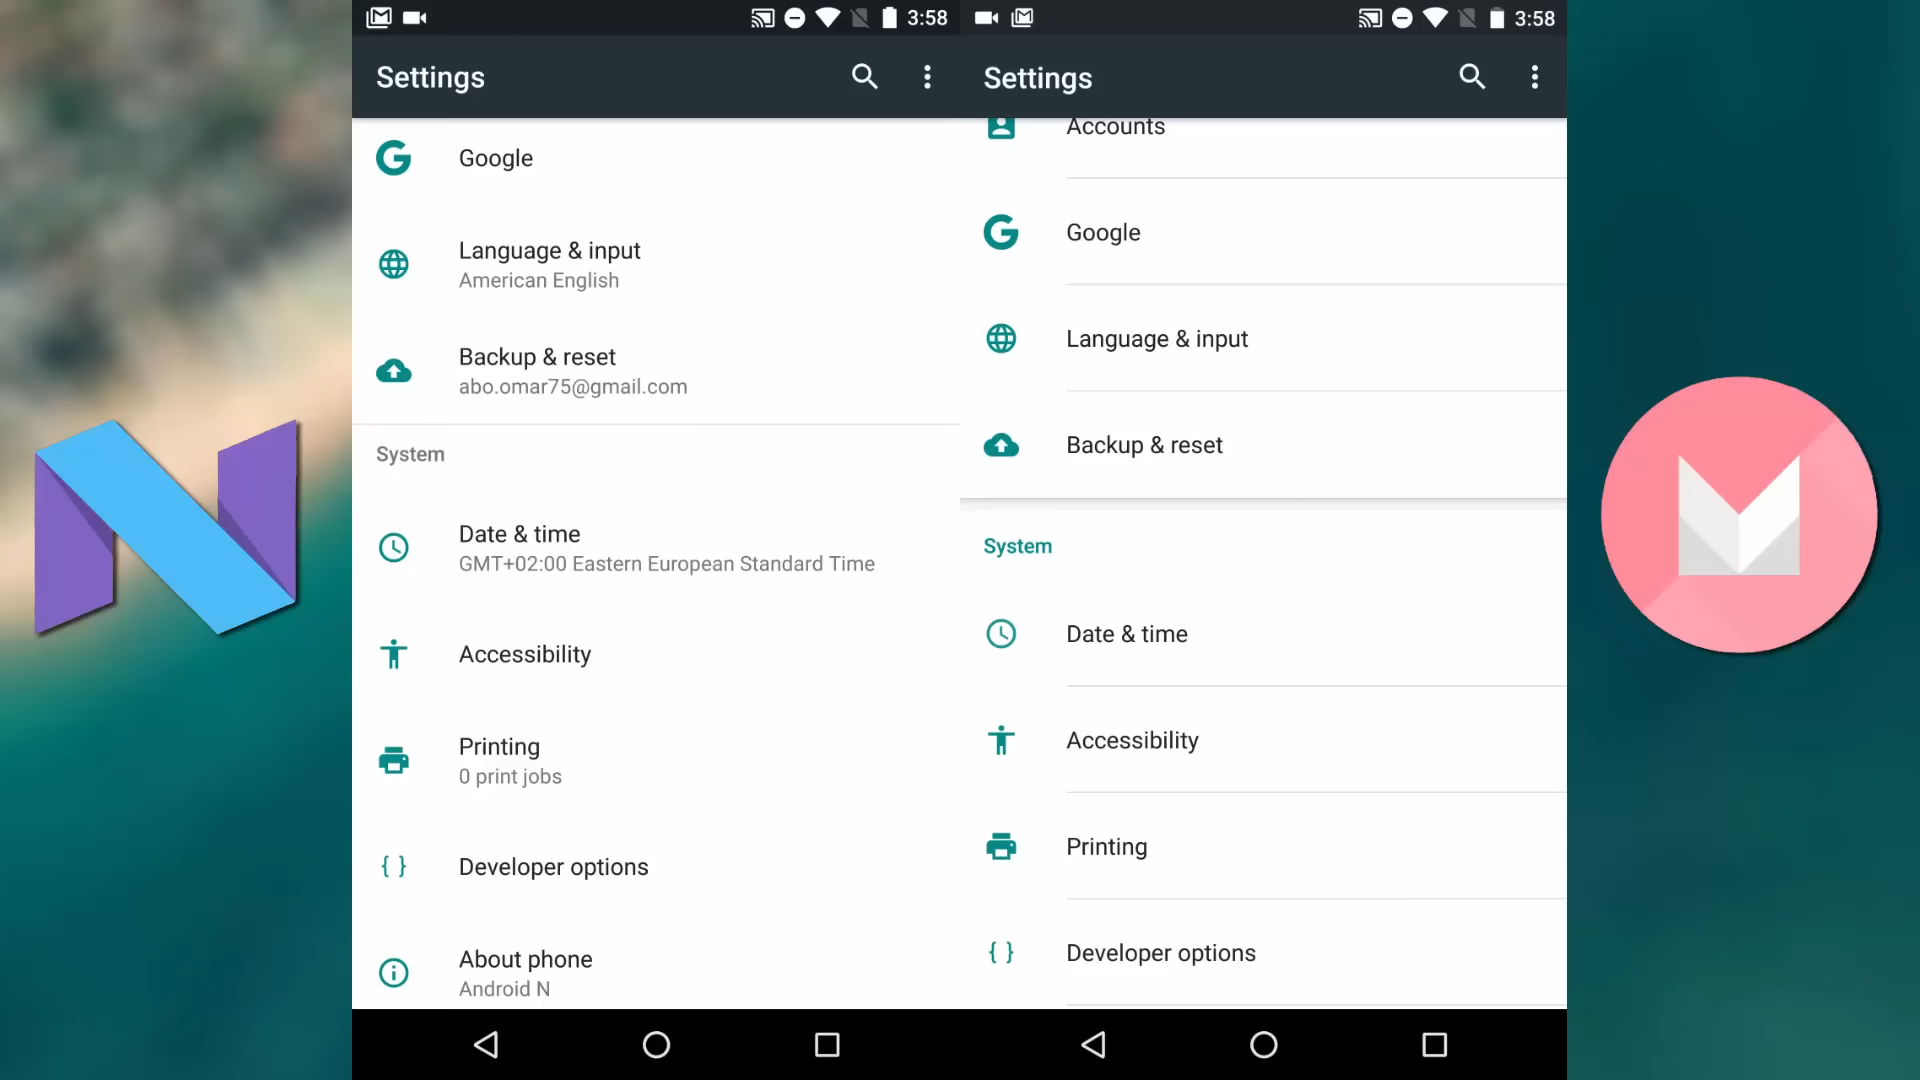 3:58
Settings
Google
Language & input
American English
Backup & reset
abo.omar75@gmail.com
System
Date & time
GMT+02:00 Eastern European Standard Time
Accessibility
Printing
0 print jobs
{ } Developer options
About phone
Android N
3:58
Settings
Accounts
Google
Language & input
Backup & reset
System
Date & time
Accessibility
Printing
{ } Developer options